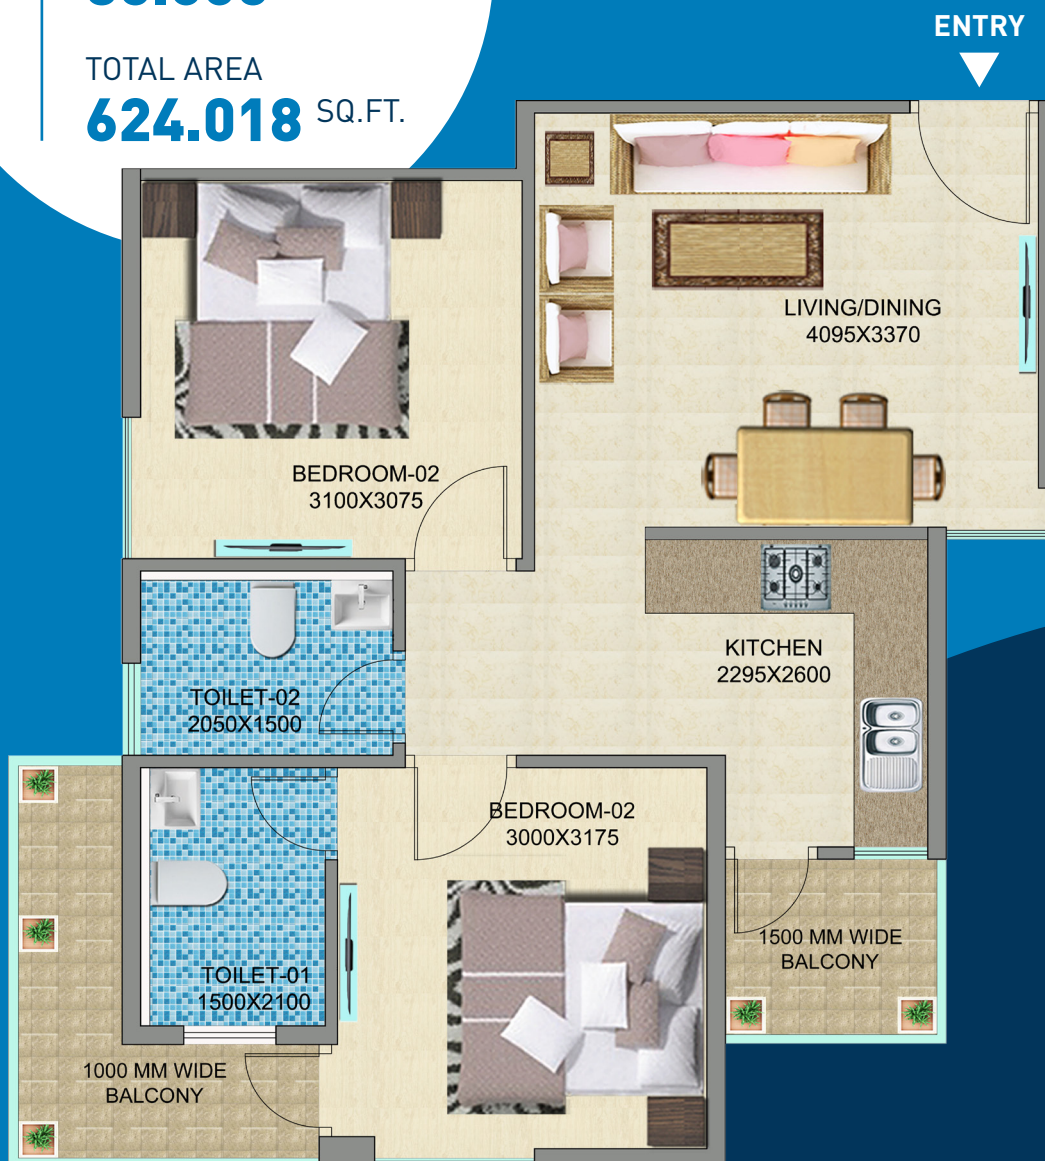 TOTAL AREA
624.018 SQ.FT.
ENTRY
LIVING/DINING
4095X3370
BEDROOM-02
3100X3075
KITCHEN
2295X2600
TOILET-02
2050X1500
BEDROOM-02
3000X3175
1500 MM WIDE
BALCONY
TOILET-01
1500X2100
1000 MM WIDE
BALCONY